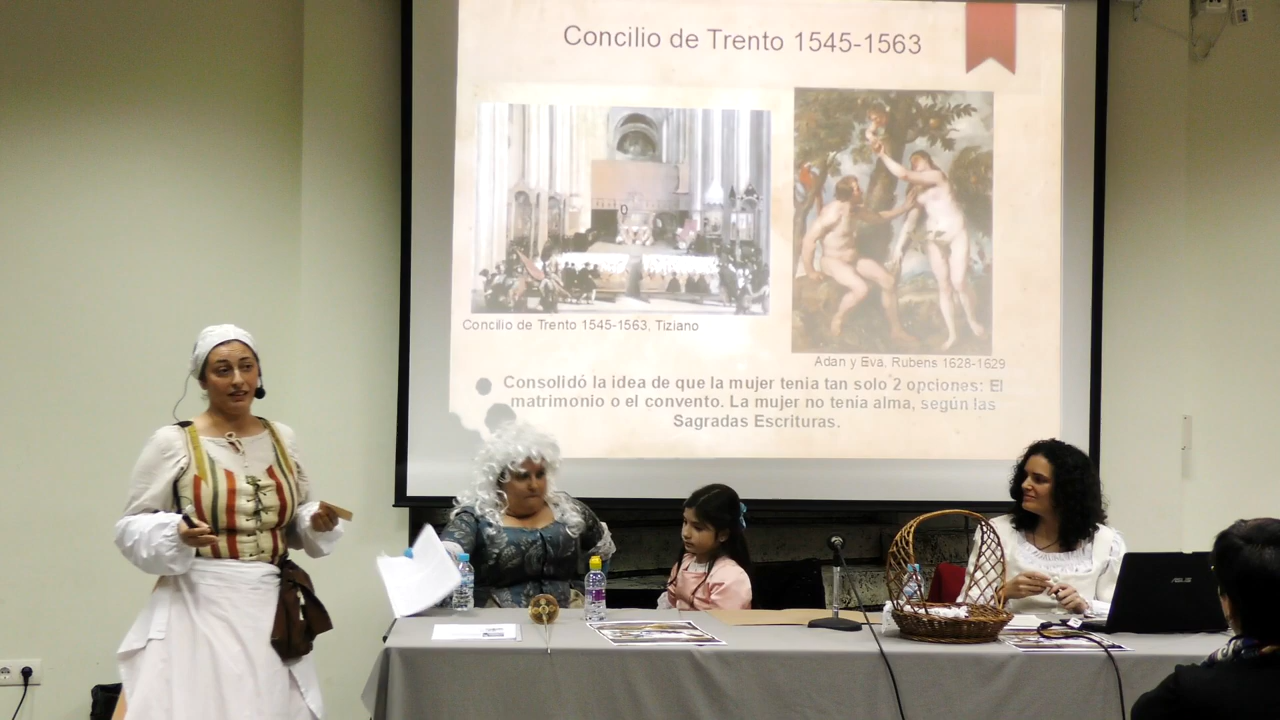 Concilio de Trento 1545-1563
Concilio de Trento 1545-1563, Tiziano
Adan y Eva, Rubens 1628-1629
Consolidó la idea de que la mujer tenia tan solo 2 opciones: El
matrimonio o el convento. La mujer no tenia alma, según las
Sagradas Escrituras.
ASUS